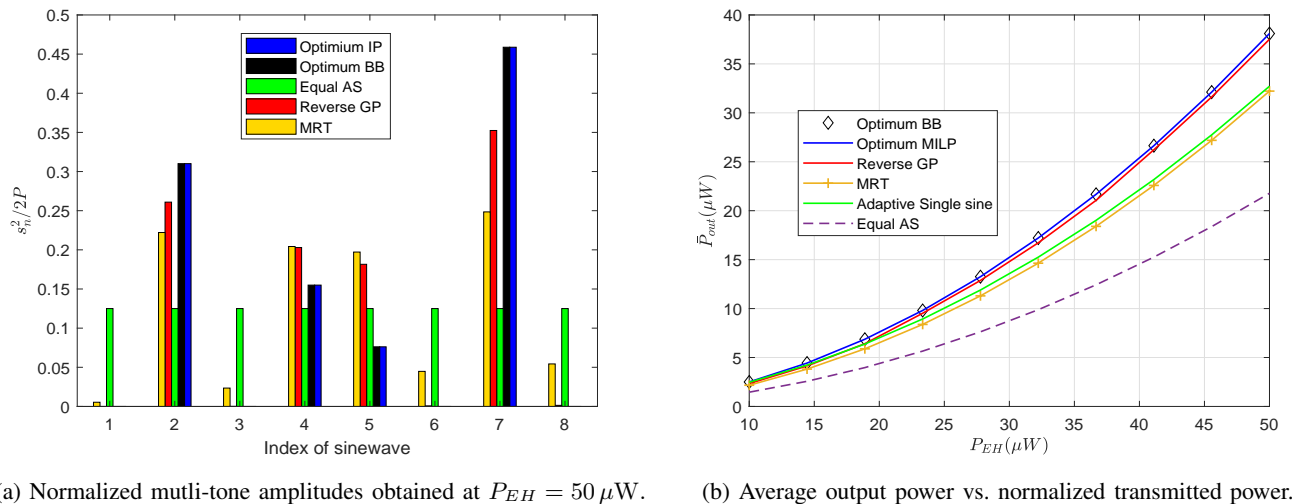 0.5
0.45
0.4
0.35
0.3
0.25
0.2
0.15
0.1
0.05
0
s_n^2/2P
Optimium IP
Optimum BB
Equal AS
Reverse GP
MRT
1 2 3 4 5 6 7 8
Index of sinewave
40
35
30
25
20
15
10
5
0
P̄_out(μW)
Optimum BB
Optimum MILP
Reverse GP
MRT
Adaptive Single sine
Equal AS
10 15 20 25 30 35 40 45 50
P_EH(μW)
(a) Normalized mutli-tone amplitudes obtained at P_EH = 50 μW.
(b) Average output power vs. normalized transmitted power.